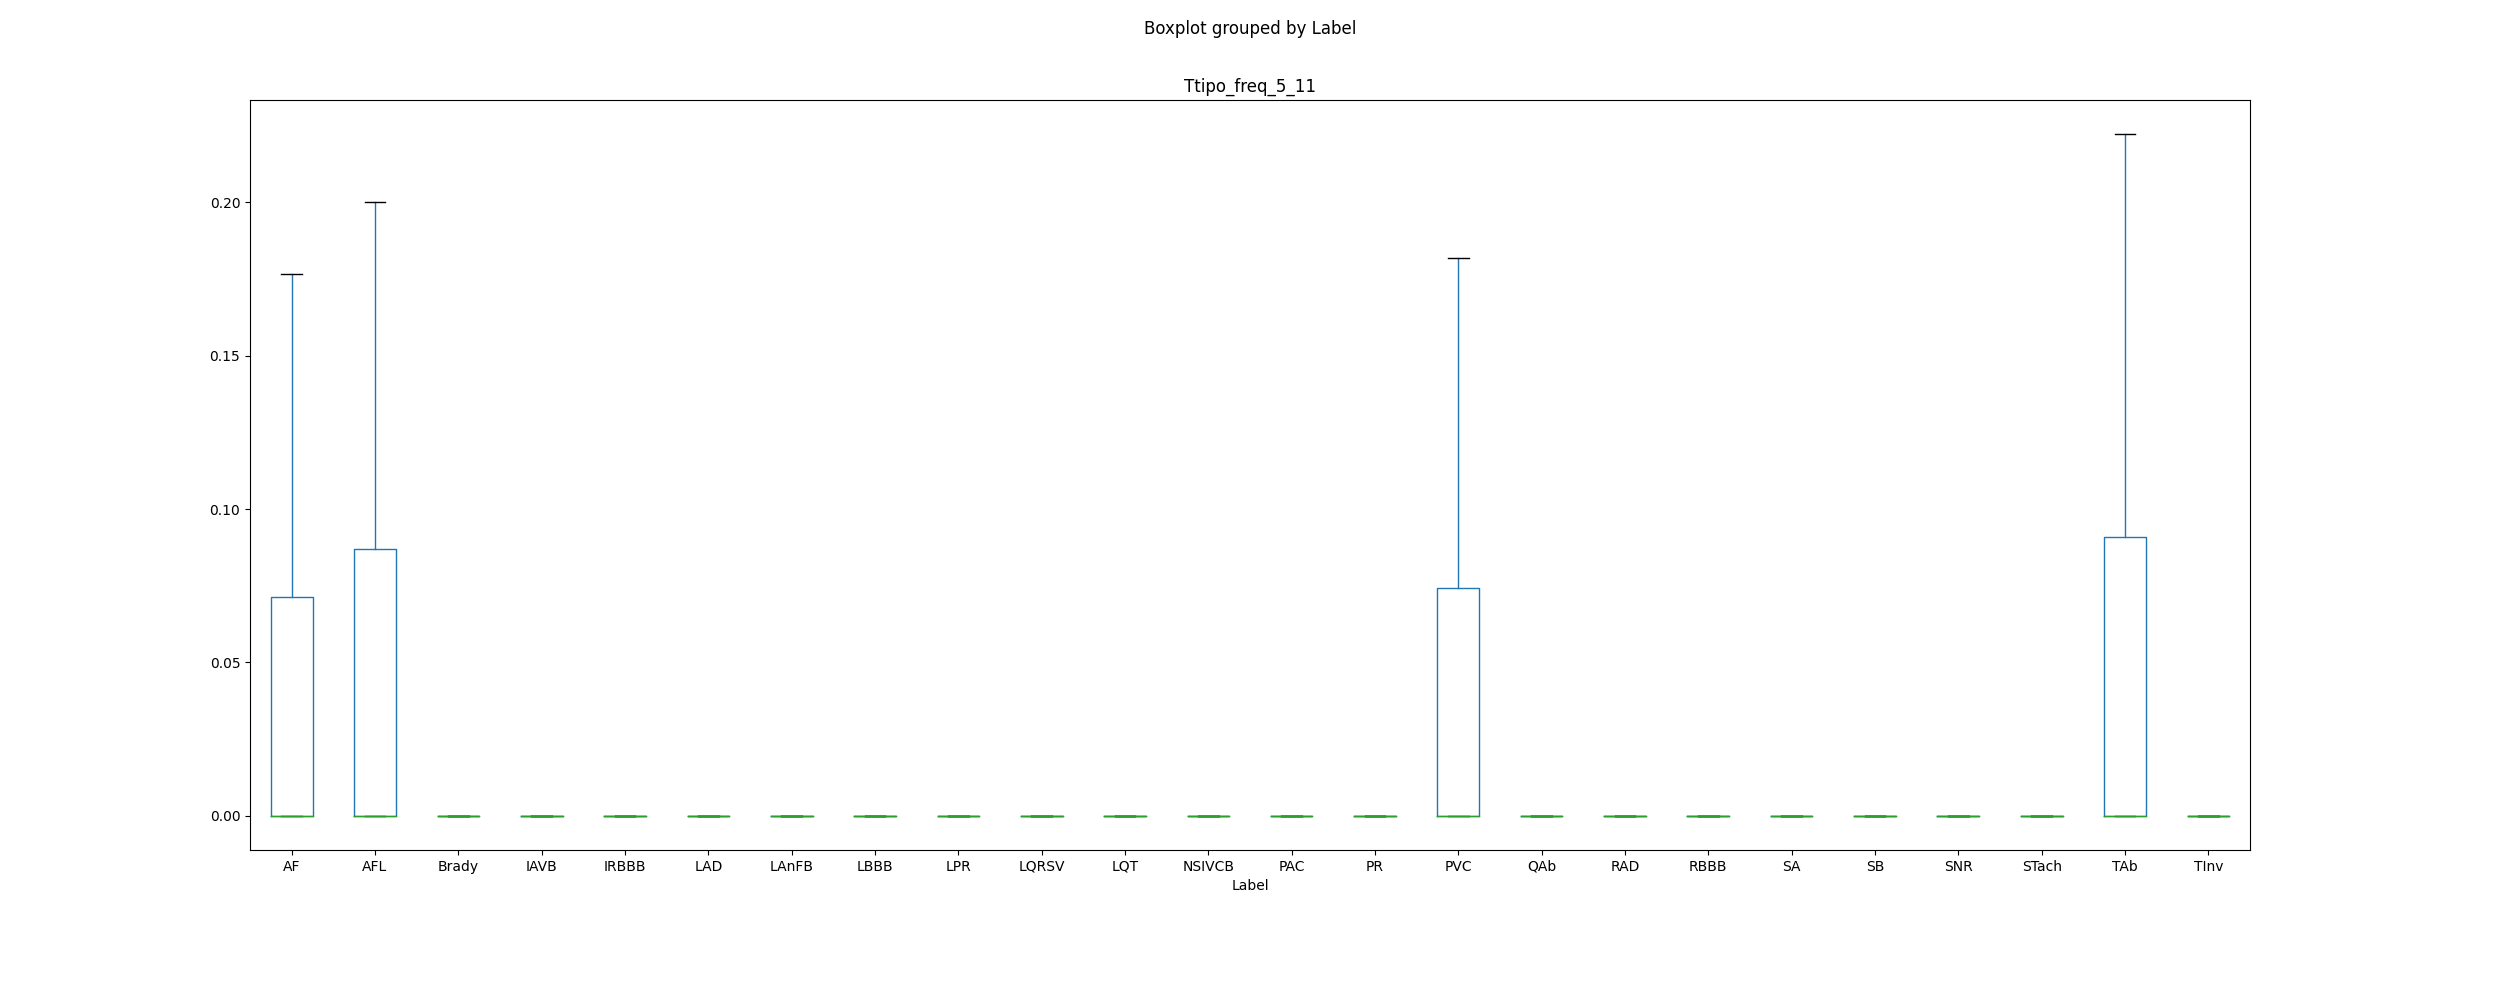 Boxplot grouped by Label
Ttipo_freq_5_11
0.20
0.15
0.10
0.05
0.00
AF AFL Brady IAVB IRBBB LAD LAnFB LBBB LPR LQRSV LQT NSIVCB PAC PR PVC QAb RAD RBBB SA SB SNR STach TAb TInv
Label